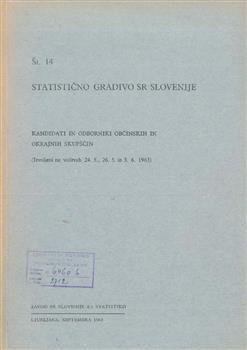 Št. 14
STATISTIČNO GRADIVO SR SLOVENIJE
KANDIDATI IN ODBORNIKI OBČINSKIH IN
OKRAJNIH SKUPŠČIN
(Izvoljeni na volitvah 24. 5., 26. 5. in 3. 6. 1963)
ZAVOD SR SLOVENIJE ZA STATISTIKO
LJUBLJANA, SEPTEMBRA 1963